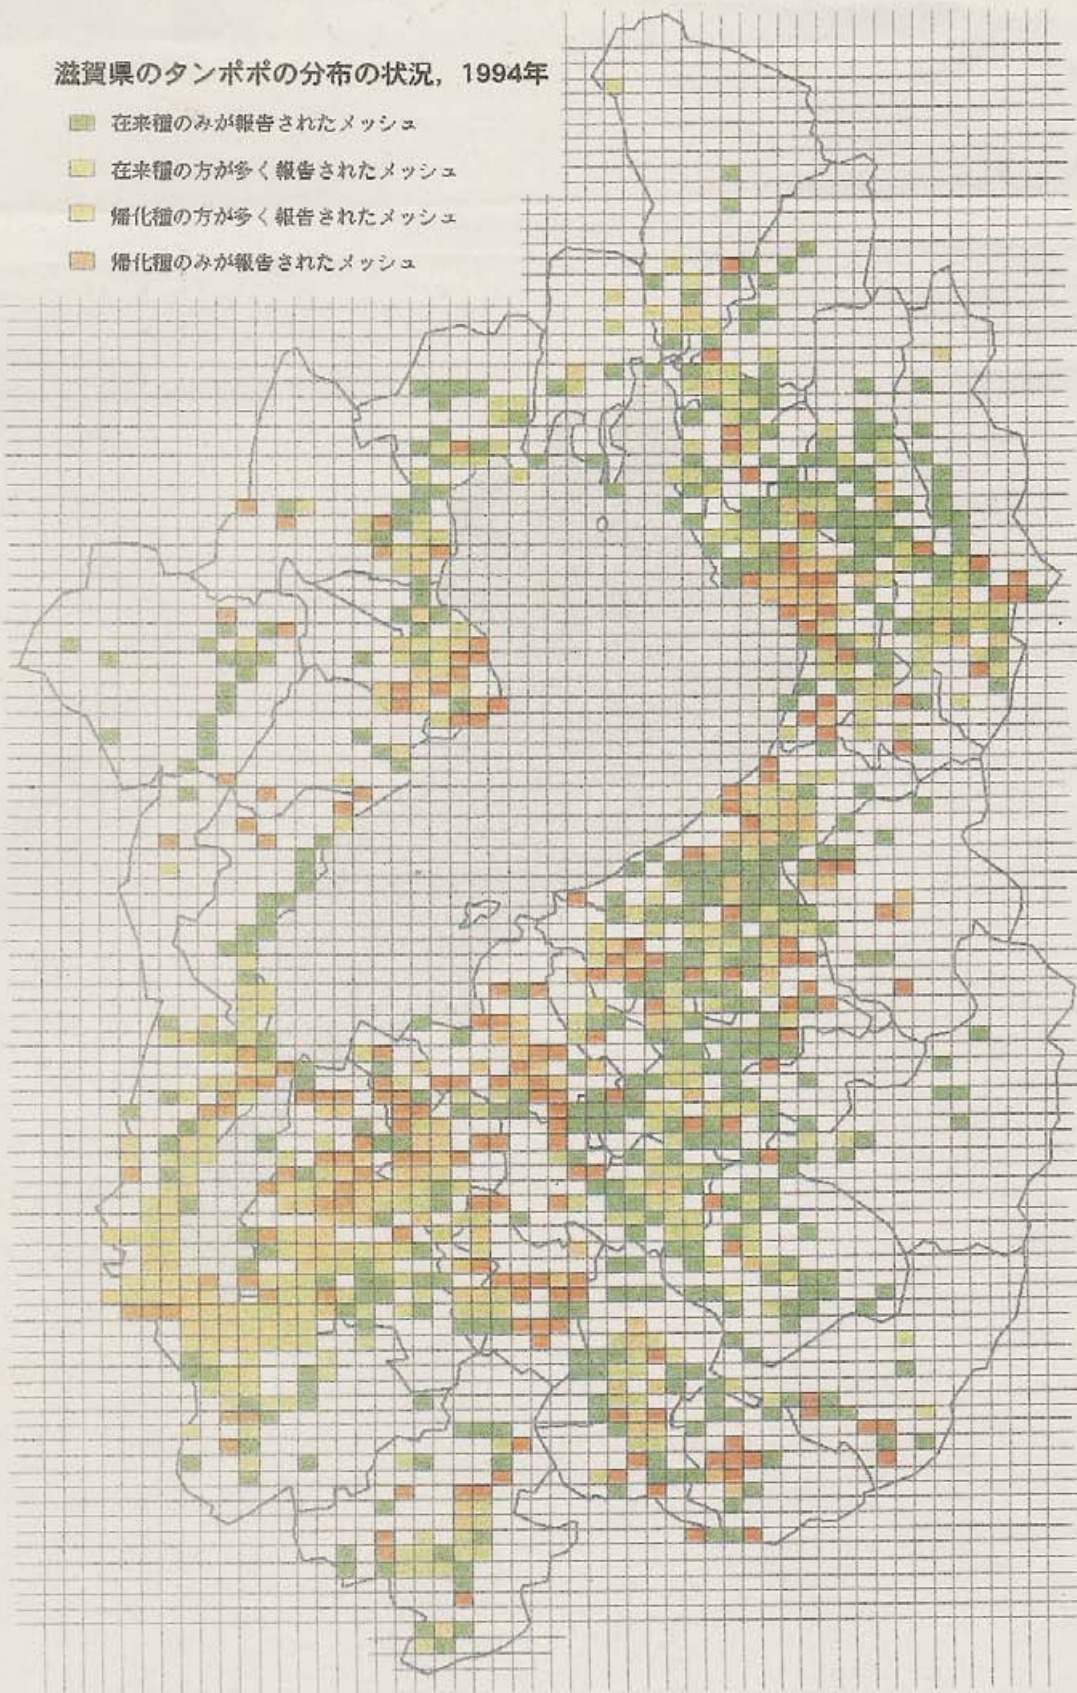 滋賀県のタンポポの分布の状況，1994年
在来種のみが報告されたメッシュ
在来種の方が多く報告されたメッシュ
帰化種の方が多く報告されたメッシュ
帰化種のみが報告されたメッシュ